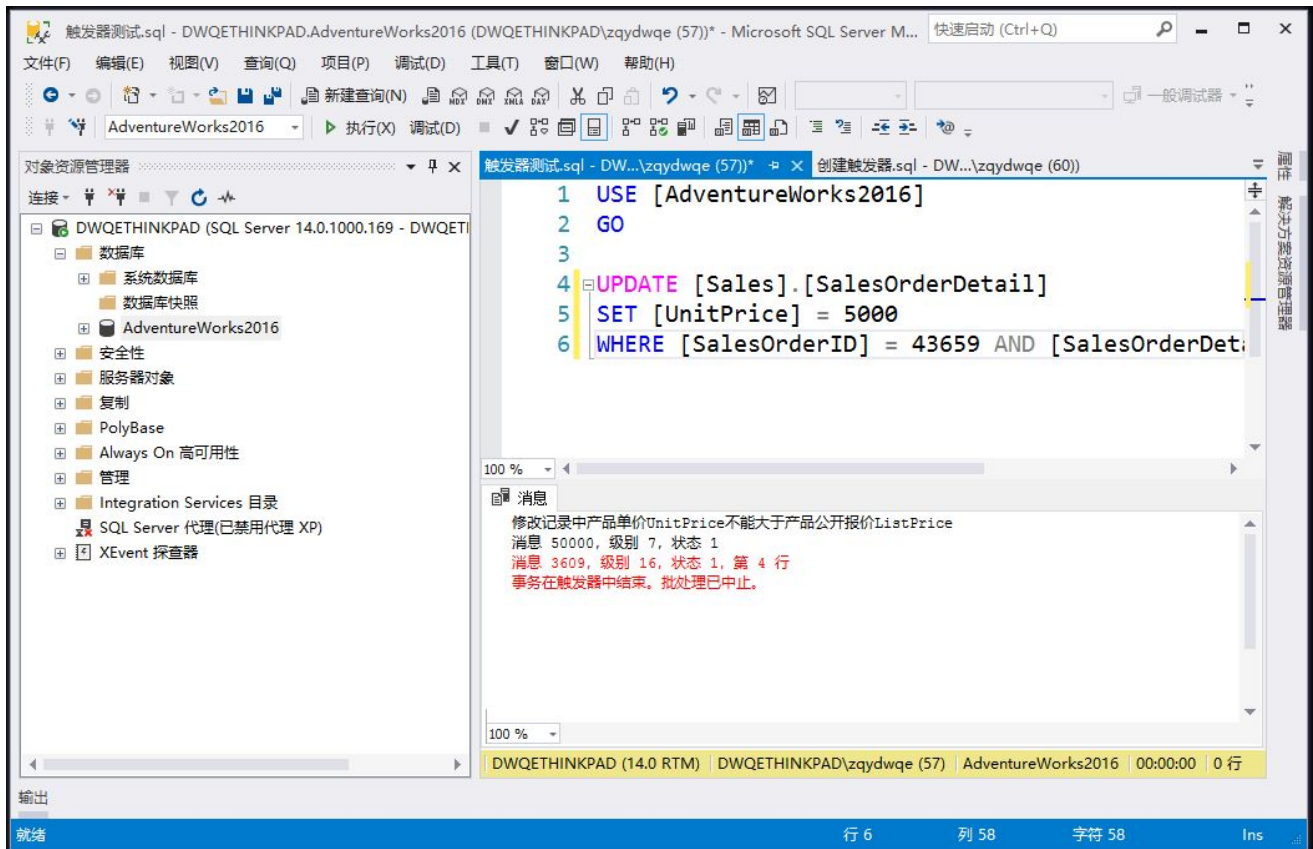 触发器测试.sql - DWQETHINKPAD.AdventureWorks2016 (DWQETHINKPAD\zqydwqe (57))* - Microsoft SQL Server M...
快速启动 (Ctrl+Q)
文件(F) 编辑(E) 视图(V) 查询(Q) 项目(P) 调试(D) 工具(T) 窗口(W) 帮助(H)
新建查询(N) MDX DMX XMLA DAX 一般调试器
AdventureWorks2016 执行(X) 调试(D)
对象资源管理器
连接
DWQETHINKPAD (SQL Server 14.0.1000.169 - DWQETI
数据库
系统数据库
数据库快照
AdventureWorks2016
安全性
服务器对象
复制
PolyBase
Always On 高可用性
管理
Integration Services 目录
SQL Server 代理(已禁用代理 XP)
XEvent 探查器
触发器测试.sql - DW...\zqydwqe (57))* 创建触发器.sql - DW...\zqydwqe (60))
1 USE [AdventureWorks2016]
2 GO
3
4 UPDATE [Sales].[SalesOrderDetail]
5 SET [UnitPrice] = 5000
6 WHERE [SalesOrderID] = 43659 AND [SalesOrderDeta
100 %
消息
修改记录中产品单价UnitPrice不能大于产品公开报价ListPrice
消息 50000, 级别 7, 状态 1
消息 3609, 级别 16, 状态 1, 第 4 行
事务在触发器中结束。批处理已中止。
100 %
DWQETHINKPAD (14.0 RTM) DWQETHINKPAD\zqydwqe (57) AdventureWorks2016 00:00:00 0 行
属性
解决方案资源管理器
输出
就绪 行 6 列 58 字符 58 Ins